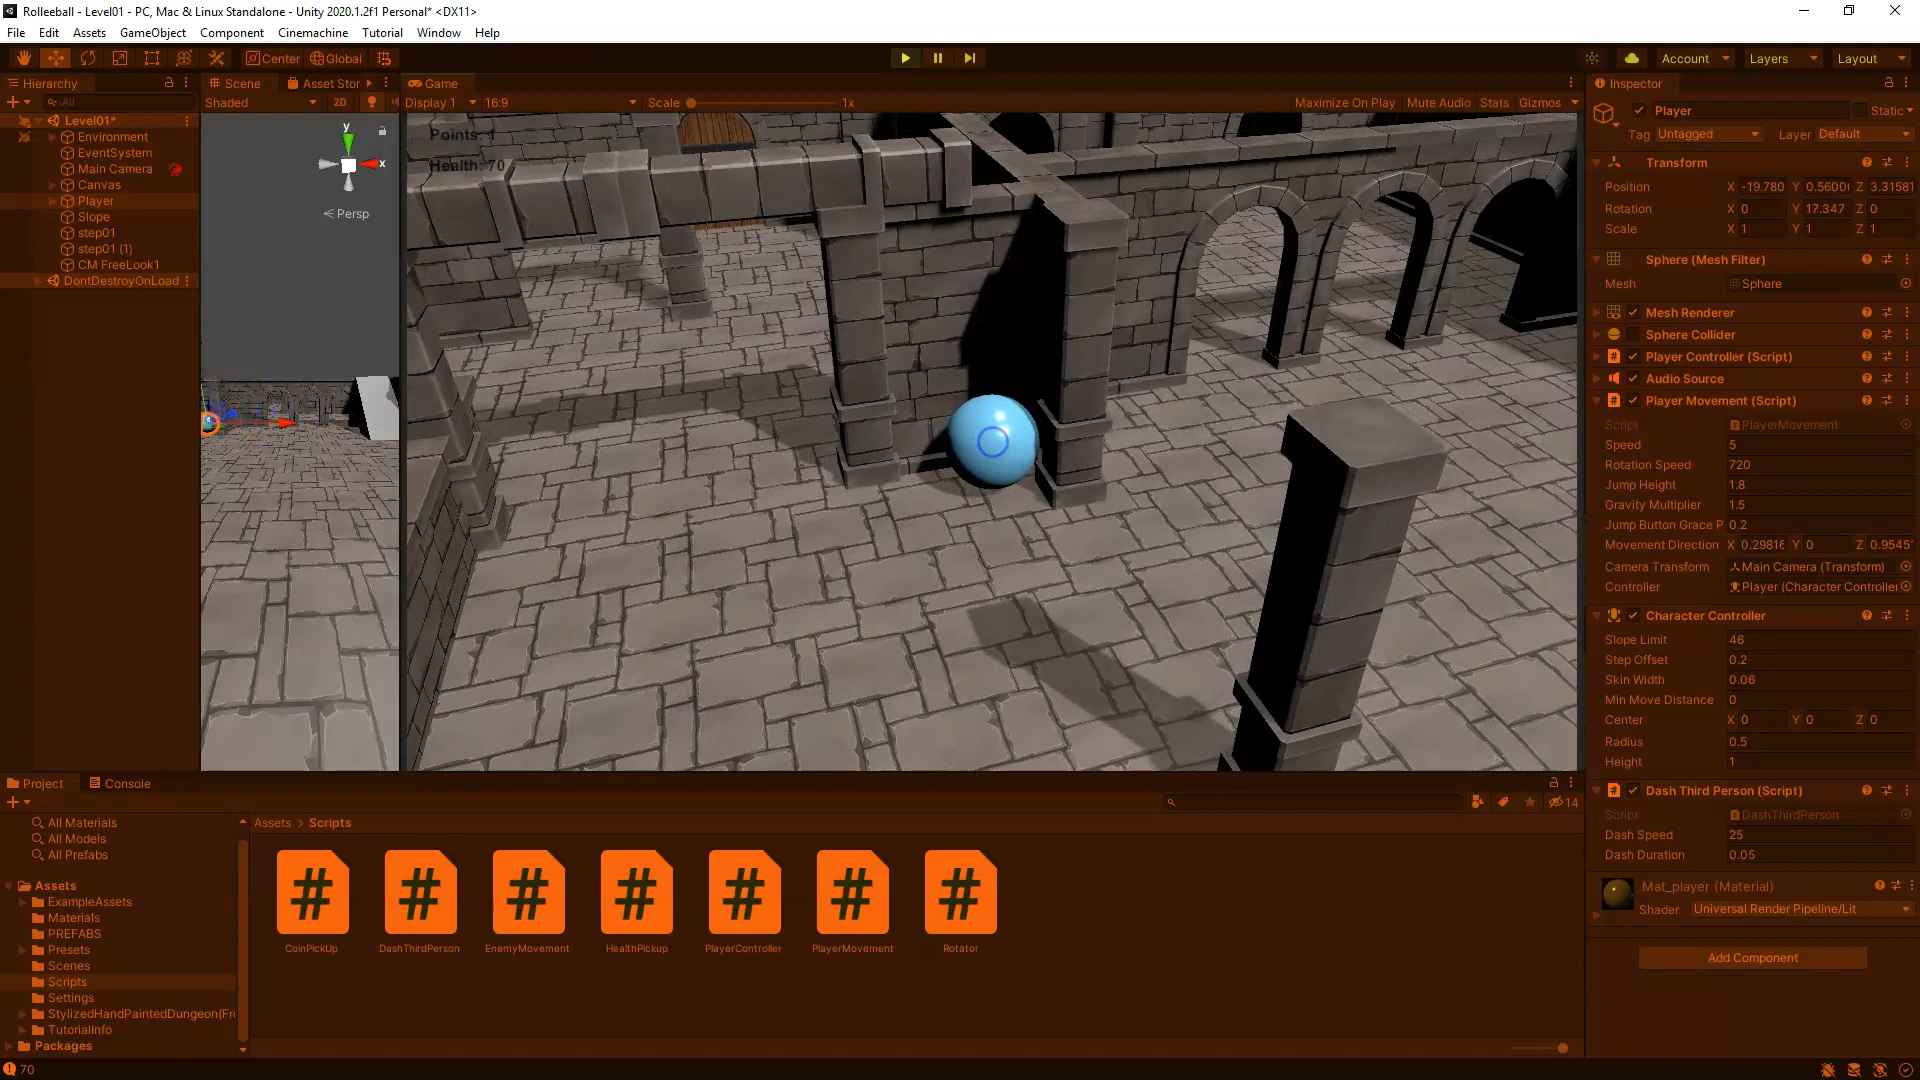 Rolleeball - Level01 - PC, Mac & Linux Standalone - Unity 2020.1.2f1 Personal* <DX11>
File Edit Assets GameObject Component Cinemachine Tutorial Window Help
Center Global Account Layers Layout
Hierarchy Scene Asset Stor Game Inspector
All Shaded 2D Display 1 16:9 Scale 1x Maximize On Play Mute Audio Stats Gizmos
Level01*
Environment
EventSystem
Main Camera
Canvas
Player
Slope
step01
step01 (1)
CM FreeLook1
DontDestroyOnLoad
y
x
Persp
Points: 1
Health: 70
Player Static
Tag Untagged Layer Default
Transform
Position X -19.780 Y 0.5600 Z 3.31581
Rotation X 0 Y 17.347 Z 0
Scale X 1 Y 1 Z 1
Sphere (Mesh Filter)
Mesh Sphere
Mesh Renderer
Sphere Collider
Player Controller (Script)
Audio Source
Player Movement (Script)
Script PlayerMovement
Speed 5
Rotation Speed 720
Jump Height 1.8
Gravity Multiplier 1.5
Jump Button Grace P 0.2
Movement Direction X 0.29816 Y 0 Z 0.9545
Camera Transform Main Camera (Transform)
Controller Player (Character Controller
Character Controller
Slope Limit 46
Step Offset 0.2
Skin Width 0.06
Min Move Distance 0
Center X 0 Y 0 Z 0
Radius 0.5
Height 1
Dash Third Person (Script)
Script DashThirdPerson
Dash Speed 25
Dash Duration 0.05
Mat_player (Material)
Shader Universal Render Pipeline/Lit
Add Component
Project Console
14
All Materials
All Models
All Prefabs
Assets
ExampleAssets
Materials
PREFABS
Presets
Scenes
Scripts
Settings
StylizedHandPaintedDungeon(Fr
TutorialInfo
Packages
Assets > Scripts
CoinPickUp DashThirdPerson EnemyMovement HealthPickup PlayerController PlayerMovement Rotator
70